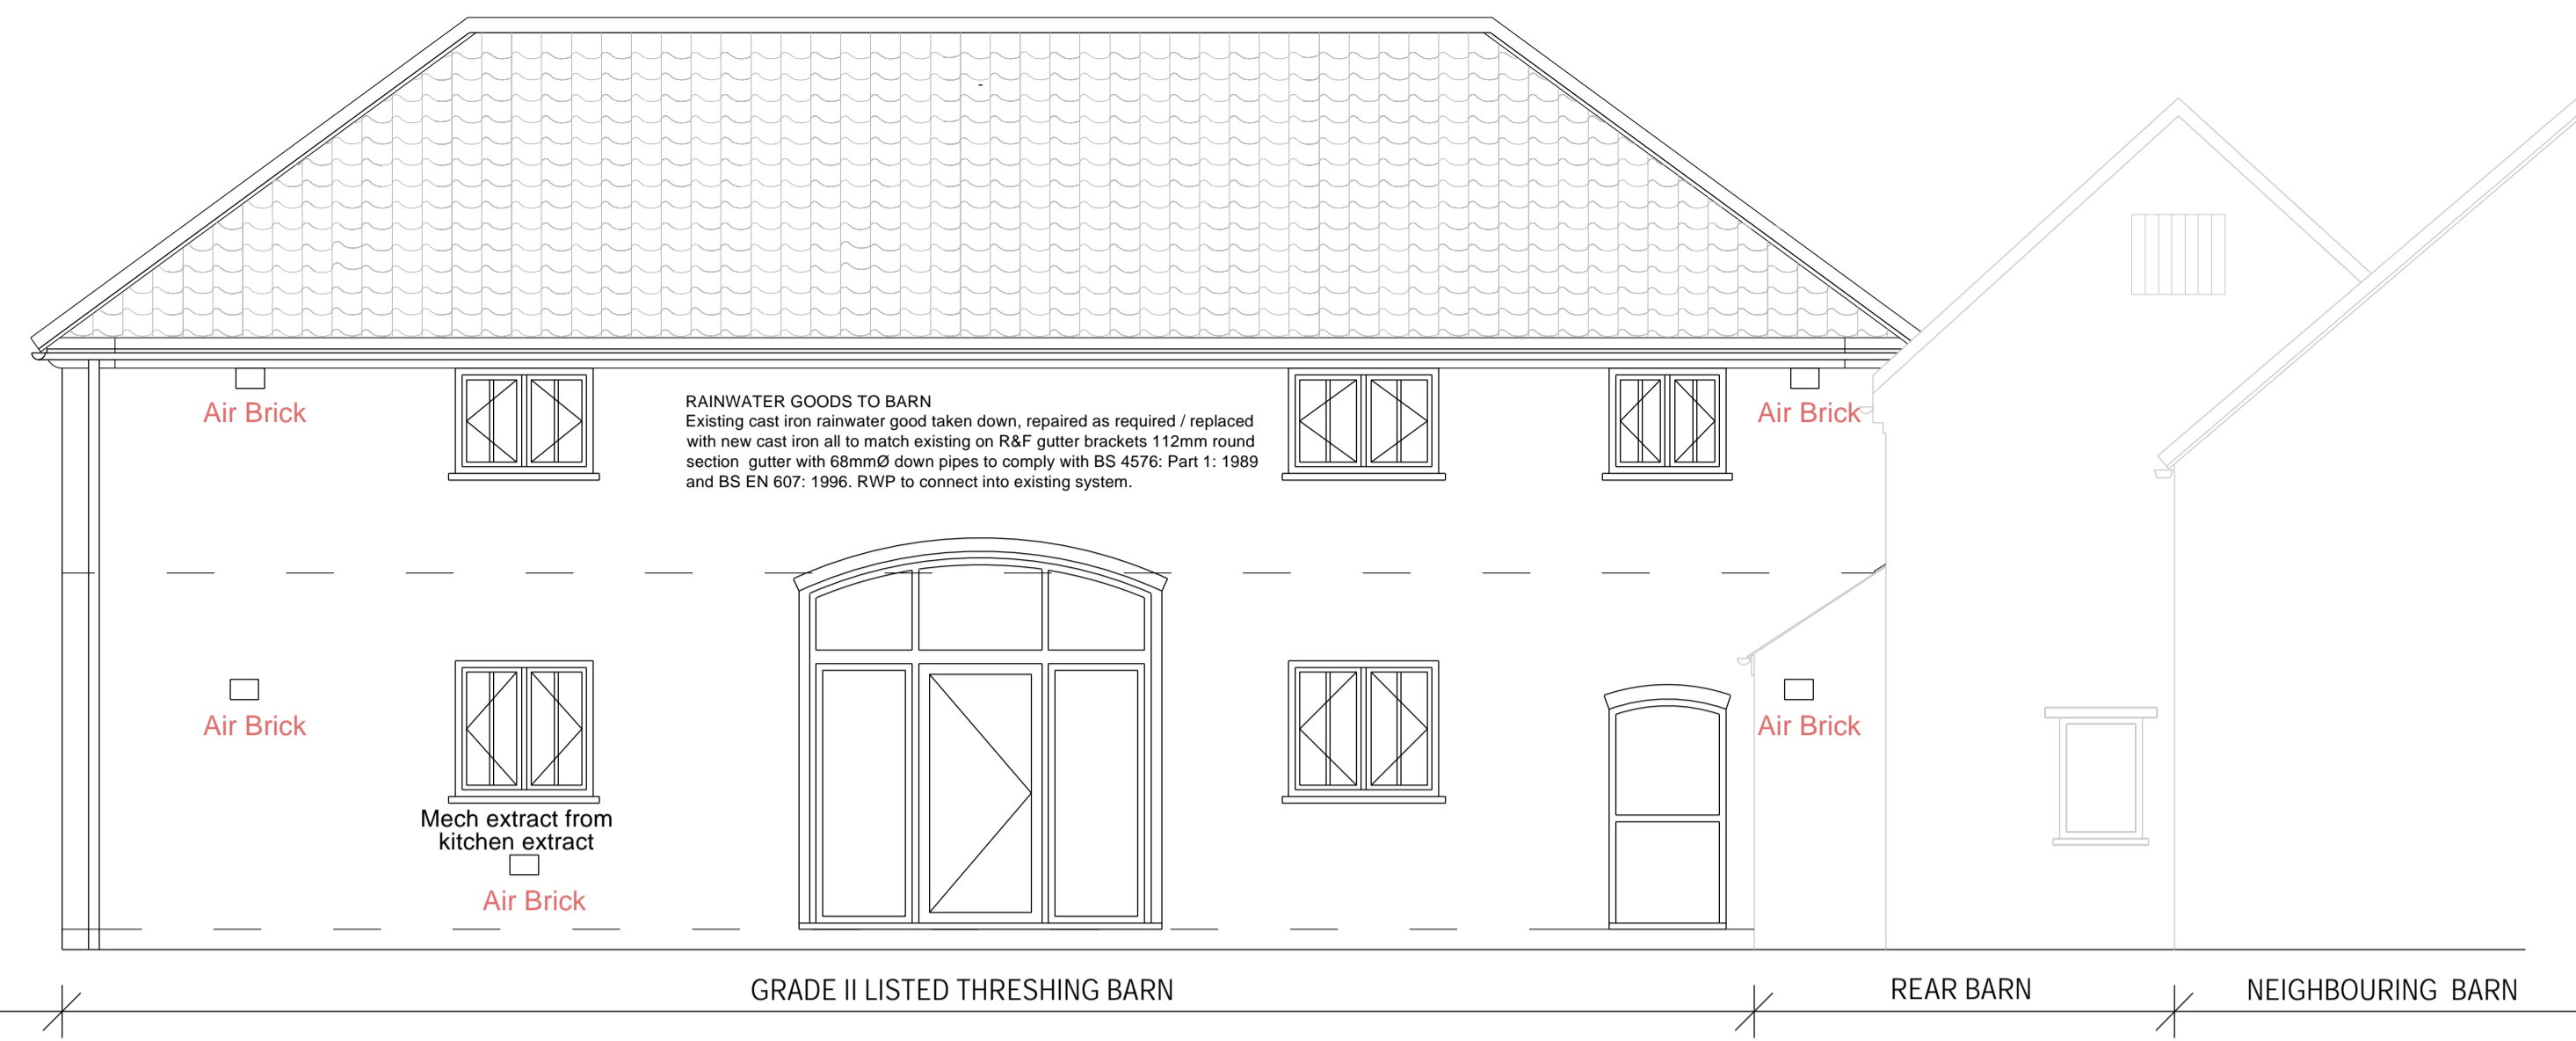 Air Brick
RAINWATER GOODS TO BARN
Existing cast iron rainwater good taken down, repaired as required / replaced
with new cast iron all to match existing on R&F gutter brackets 112mm round
section gutter with 68mmØ down pipes to comply with BS 4576: Part 1: 1989
and BS EN 607: 1996. RWP to connect into existing system.
Air Brick
Air Brick
Air Brick
Mech extract from
kitchen extract
Air Brick
GRADE II LISTED THRESHING BARN
REAR BARN
NEIGHBOURING BARN